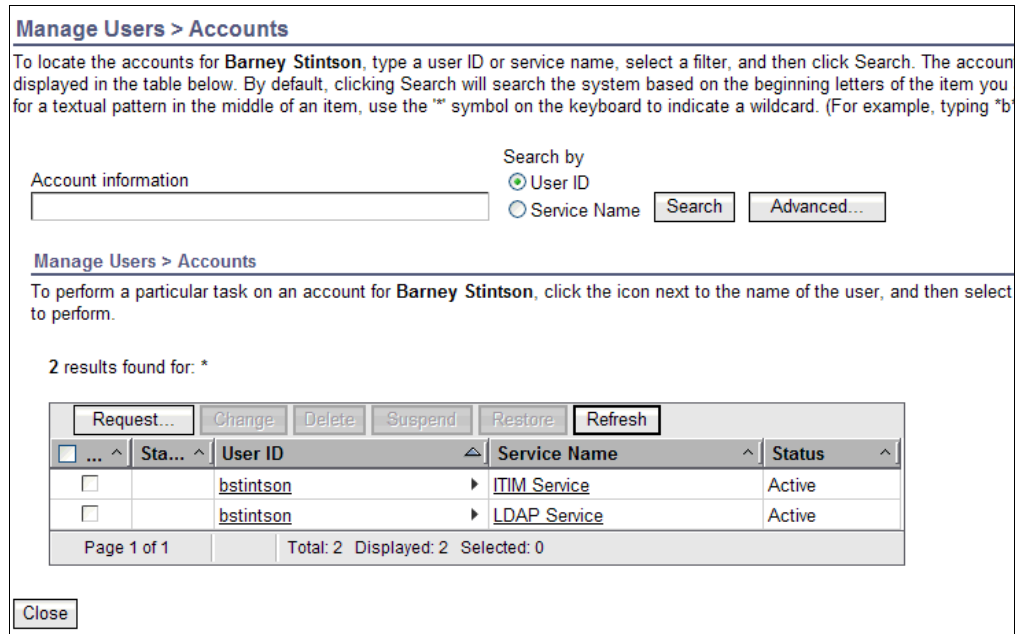 Manage Users > Accounts
To locate the accounts for Barney Stintson, type a user ID or service name, select a filter, and then click Search. The accoun
displayed in the table below. By default, clicking Search will search the system based on the beginning letters of the item you
for a textual pattern in the middle of an item, use the '*' symbol on the keyboard to indicate a wildcard. (For example, typing *b*
Search by
Account information
User ID
Service Name Search Advanced...
Manage Users > Accounts
To perform a particular task on an account for Barney Stintson, click the icon next to the name of the user, and then select
to perform.
2 results found for: *
Request... Change Delete Suspend Restore Refresh
... ^ Sta... ^ User ID Service Name ^ Status ^
bstintson ITIM Service Active
bstintson LDAP Service Active
Page 1 of 1 Total: 2 Displayed: 2 Selected: 0
Close